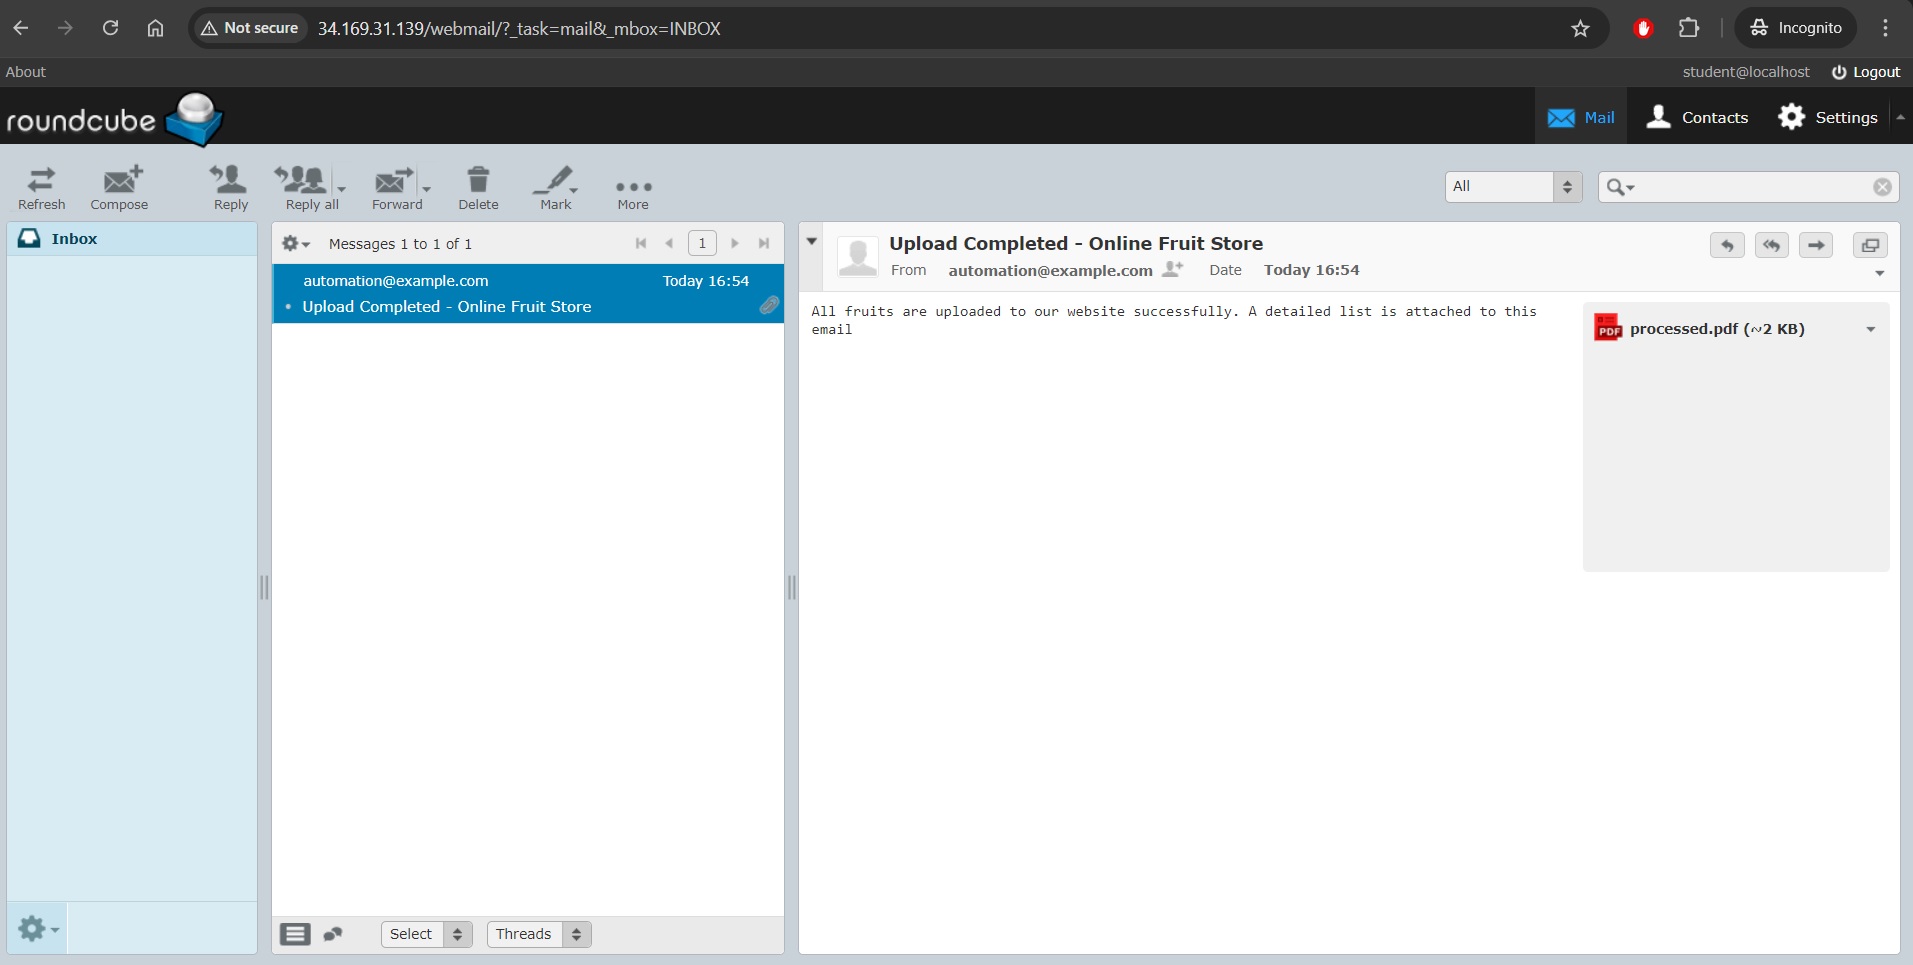 Not secure
34.169.31.139/webmail/?_task=mail&_mbox=INBOX
Incognito
About
student@localhost
Logout
roundcube
Mail
Contacts
Settings
Refresh
Compose
Reply
Reply all
Forward
Delete
Mark
More
All
Inbox
Messages 1 to 1 of 1
1
automation@example.com
Today 16:54
• Upload Completed - Online Fruit Store
Upload Completed - Online Fruit Store
From automation@example.com Date Today 16:54
All fruits are uploaded to our website successfully. A detailed list is attached to this
email
PDF
processed.pdf (~2 KB)
Select
Threads